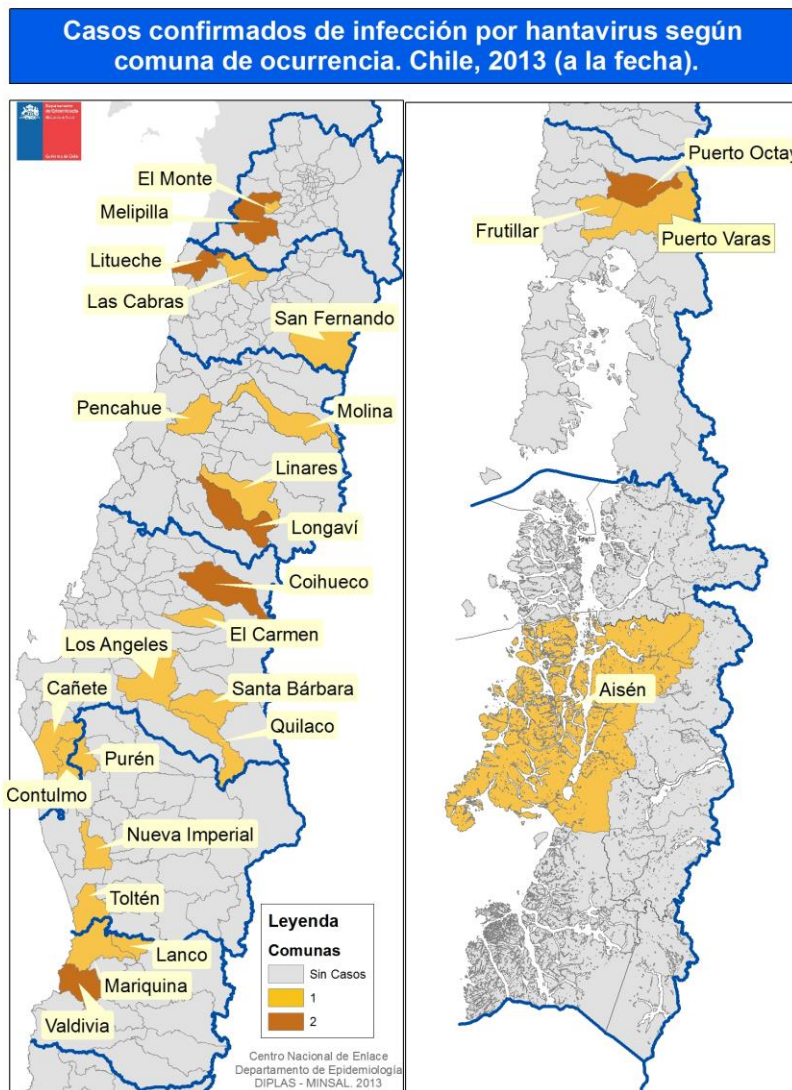 Casos confirmados de infección por hantavirus según
comuna de ocurrencia. Chile, 2013 (a la fecha).
El Monte
Melipilla
Litueche
Las Cabras
San Fernando
Pencahue
Molina
Linares
Longaví
Coihueco
El Carmen
Los Angeles
Santa Bárbara
Cañete
Quilaco
Purén
Contulmo
Nueva Imperial
Toltén
Lanco
Mariquina
Valdivia
Leyenda
Comunas
Sin Casos
1
2
Centro Nacional de Enlace
Departamento de Epidemiología
DIPLAS - MINSAL. 2013
Puerto Octay
Frutillar
Puerto Varas
Aisén